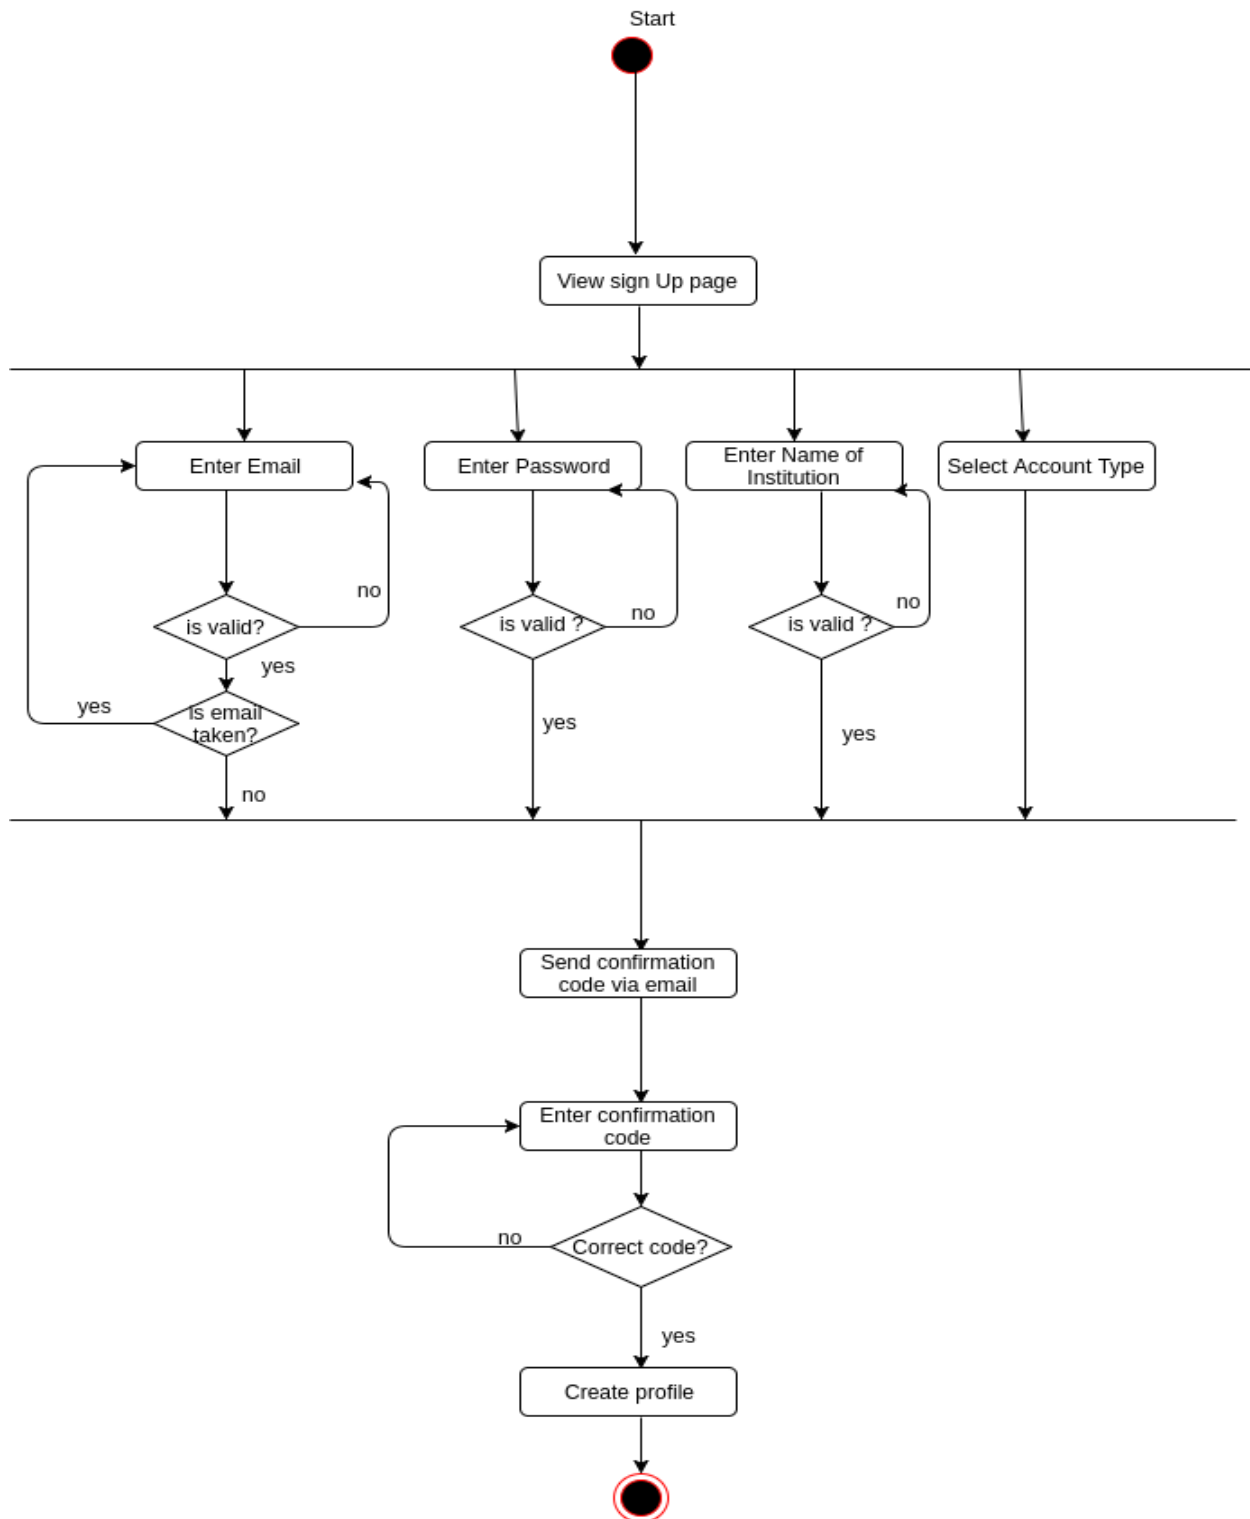 Start
View sign Up page
Enter Email
Enter Password
Enter Name of
Institution
Select Account Type
no
is valid?
no
is valid ?
no
is valid ?
yes
yes
is email
taken?
yes
yes
no
Send confirmation
code via email
Enter confirmation
code
no
Correct code?
yes
Create profile